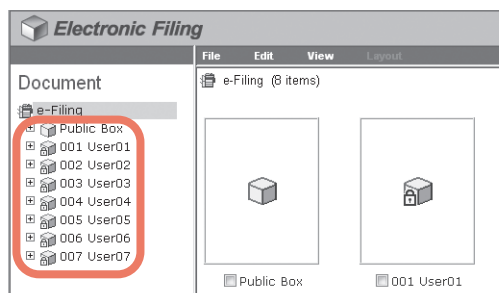 Electronic Filing
File Edit View Layout
Document
e-Filing (8 items)
e-Filing
Public Box
001 User01
002 User02
003 User03
004 User04
005 User05
006 User06
007 User07
Public Box
001 User01